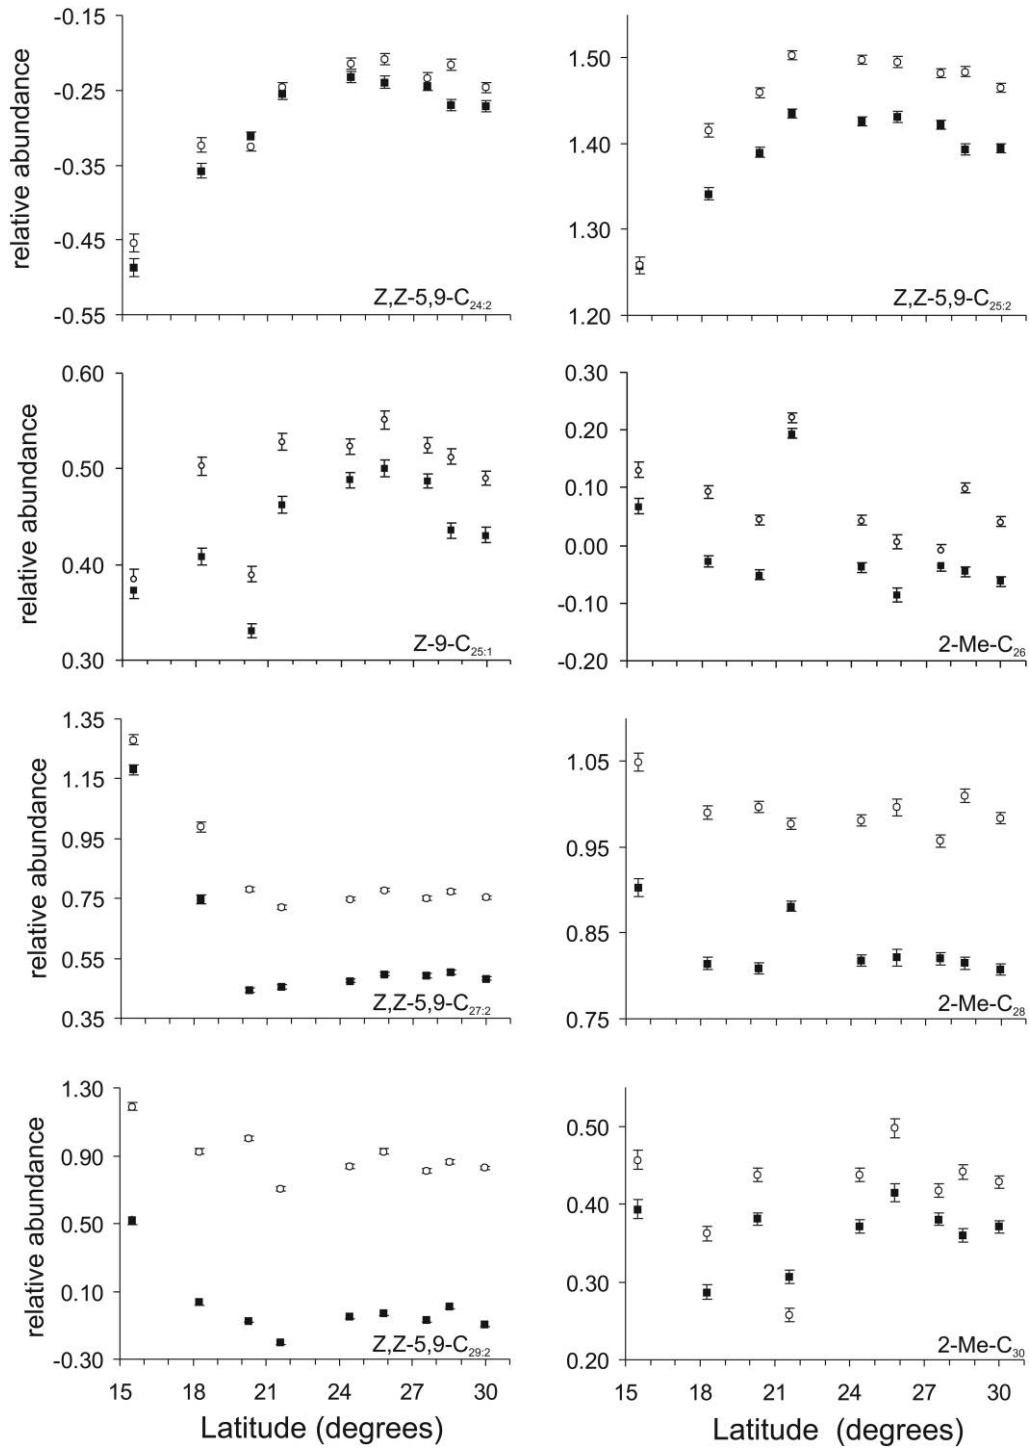 relative abundance
-0.15
-0.25
-0.35
-0.45
-0.55
Z,Z-5,9-C24:2
1.50
1.40
1.30
1.20
Z,Z-5,9-C25:2
relative abundance
0.60
0.50
0.40
0.30
Z-9-C25:1
0.30
0.20
0.10
0.00
-0.10
-0.20
2-Me-C26
relative abundance
1.35
1.15
0.95
0.75
0.55
0.35
Z,Z-5,9-C27:2
1.05
0.95
0.85
0.75
2-Me-C28
relative abundance
1.30
0.90
0.50
0.10
-0.30
Z,Z-5,9-C29:2
15 18 21 24 27 30
Latitude (degrees)
0.50
0.40
0.30
0.20
2-Me-C30
15 18 21 24 27 30
Latitude (degrees)